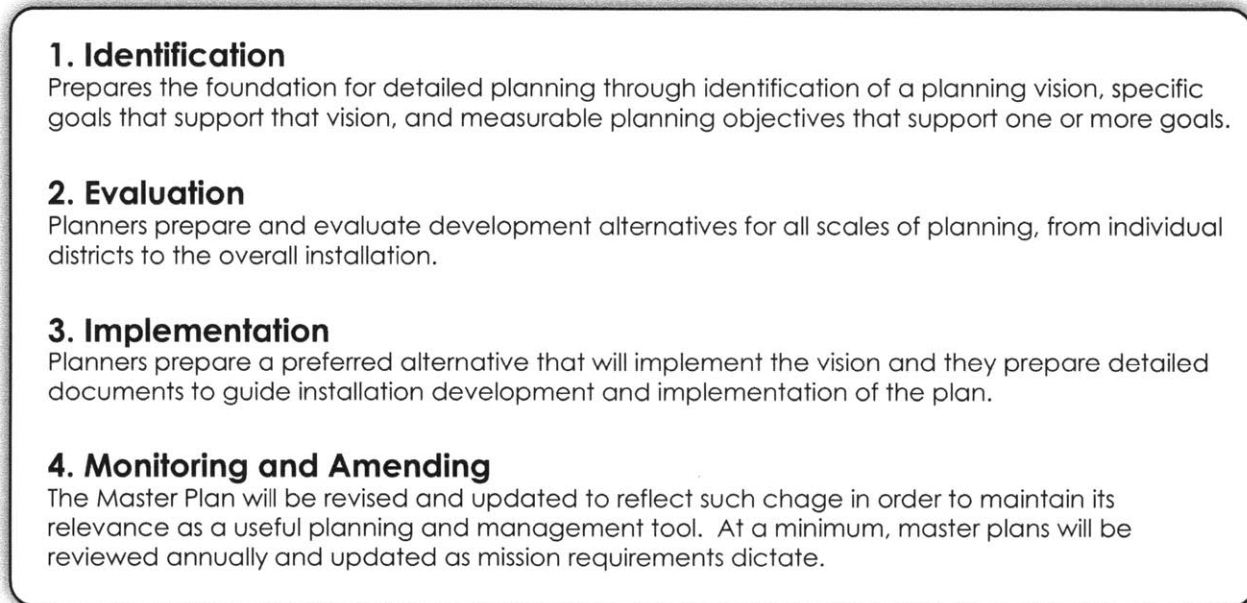 1. Identification
Prepares the foundation for detailed planning through identification of a planning vision, specific
goals that support that vision, and measurable planning objectives that support one or more goals.
2. Evaluation
Planners prepare and evaluate development alternatives for all scales of planning, from individual
districts to the overall installation.
3. Implementation
Planners prepare a preferred alternative that will implement the vision and they prepare detailed
documents to guide installation development and implementation of the plan.
4. Monitoring and Amending
The Master Plan will be revised and updated to reflect such chage in order to maintain its
relevance as a useful planning and management tool.  At a minimum, master plans will be
reviewed annually and updated as mission requirements dictate.